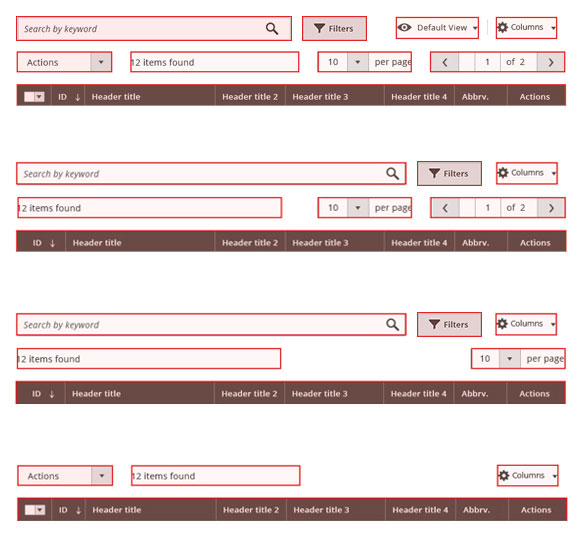 Search by keyword Filters Default View Columns
Actions 12 items found 10 per page 1 of 2
ID ↓ Header title Header title 2 Header title 3 Header title 4 Abbrv. Actions
Search by keyword Filters Columns
12 items found 10 per page 1 of 2
ID ↓ Header title Header title 2 Header title 3 Header title 4 Abbrv. Actions
Search by keyword Filters Columns
12 items found 10 per page
ID ↓ Header title Header title 2 Header title 3 Header title 4 Abbrv. Actions
Actions 12 items found Columns
ID ↓ Header title Header title 2 Header title 3 Header title 4 Abbrv. Actions